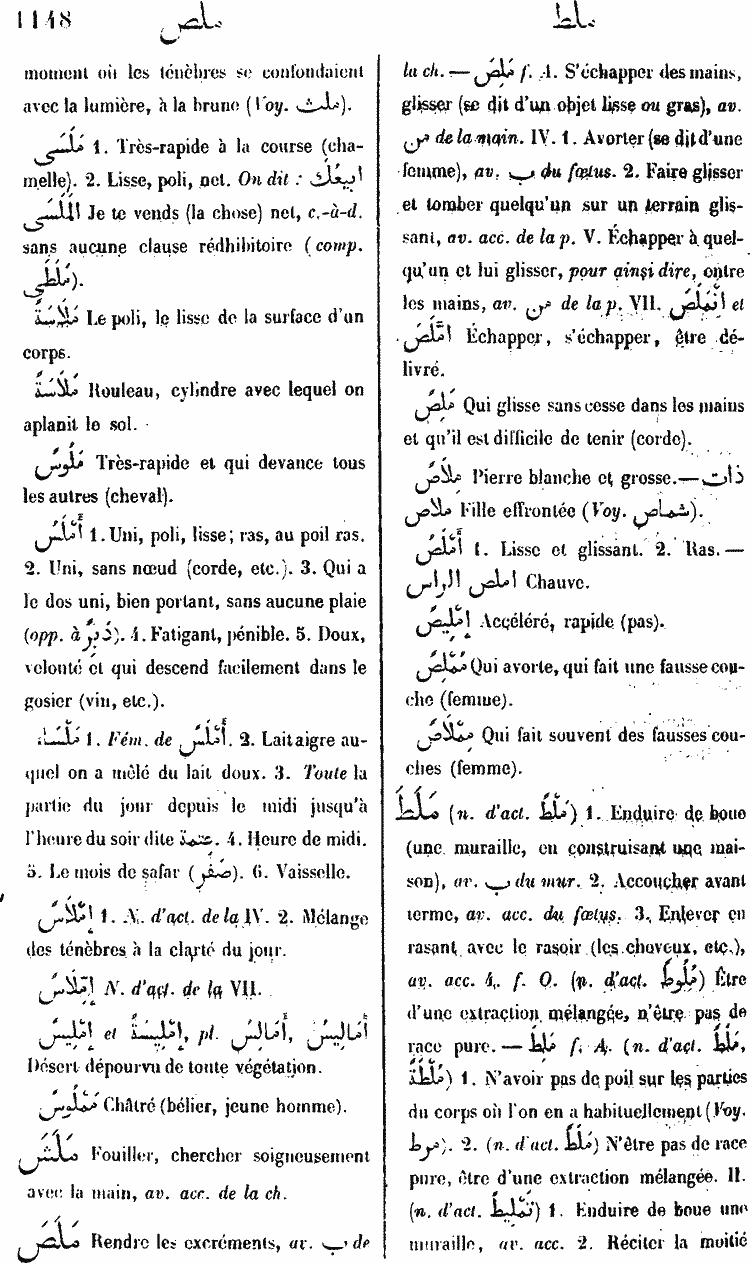 1148
ملص
ملط
moment où les ténèbres se confondaient
avec la lumière, à la brune (Voy. ملث).
مَلَسَى 1. Très-rapide à la course (cha-
melle). 2. Lisse, poli, net. On dit : ابيعُك
المَلَسَى Je te vends (la chose) net, c.-à-d.
sans aucune clause rédhibitoire (comp.
مَلَطَى).
مَلَاسَةٌ Le poli, le lisse de la surface d'un
corps.
مَلَّاسَةٌ Rouleau, cylindre avec lequel on
aplanit le sol.
مَلُوسٌ Très-rapide et qui devance tous
les autres (cheval).
أَمْلَسُ 1. Uni, poli, lisse; ras, au poil ras.
2. Uni, sans nœud (corde, etc.). 3. Qui a
le dos uni, bien portant, sans aucune plaie
(opp. à دَبِرٌ). 4. Fatigant, pénible. 5. Doux,
velouté et qui descend facilement dans le
gosier (vin, etc.).
مَلْسَاءُ 1. Fém. de أَمْلَسُ. 2. Lait aigre au-
quel on a mêlé du lait doux. 3. Toute la
partie du jour depuis le midi jusqu'à
l'heure du soir dite عتمة. 4. Heure de midi.
5. Le mois de safar (صَفَر). 6. Vaisselle.
إِمْلَاسٌ 1. N. d'act. de la IV. 2. Mélange
des ténèbres à la clarté du jour.
إِمِّلَاسٌ N. d'act. de la VII.
إِمْلِيسٌ et إِمْلِيسَةٌ, pl. أَمَالِسُ, أَمَالِيسُ
Désert dépourvu de toute végétation.
مَمْلُوسٌ Châtré (bélier, jeune homme).
مَلَشَ Fouiller, chercher soigneusement
avec la main, av. acc. de la ch.
مَلَصَ Rendre les excréments, av. ب de
la ch. — مَلِصَ f. A. S'échapper des mains,
glisser (se dit d'un objet lisse ou gras), av.
من de la main. IV. 1. Avorter (se dit d'une
femme), av. ب du fœtus. 2. Faire glisser
et tomber quelqu'un sur un terrain glis-
sant, av. acc. de la p. V. Échapper à quel-
qu'un et lui glisser, pour ainsi dire, entre
les mains, av. من de la p. VII. إِنْمَلَصَ et
اِمَّلَصَ Échapper, s'échapper, être dé-
livré.
مَلِصٌ Qui glisse sans cesse dans les mains
et qu'il est difficile de tenir (corde).
مَلَاصٌ Pierre blanche et grosse. — ذات
ملاص Fille effrontée (Voy. شماص).
أَمْلَصُ 1. Lisse et glissant. 2. Ras. —
املص الراس Chauve.
إِمْلِيصٌ Accéléré, rapide (pas).
مُمْلِصٌ Qui avorte, qui fait une fausse cou-
che (femme).
مِمْلَاصٌ Qui fait souvent des fausses cou-
ches (femme).
مَلَطَ (n. d'act. مَلْطٌ) 1. Enduire de boue
(une muraille, en construisant une mai-
son), av. ب du mur. 2. Accoucher avant
terme, av. acc. du fœtus. 3. Enlever en
rasant avec le rasoir (les cheveux, etc.),
av. acc. 4. f. O. (n. d'act. مُلُوطٌ) Être
d'une extraction mélangée, n'être pas de
race pure. — مَلِطَ f. A. (n. d'act. مَلَطٌ,
مُلْطَةٌ) 1. N'avoir pas de poil sur les parties
du corps où l'on en a habituellement (Voy.
مرط). 2. (n. d'act. مَلَطٌ) N'être pas de race
pure, être d'une extraction mélangée. II.
(n. d'act. تَمْلِيطٌ) 1. Enduire de boue une
muraille, av. acc. 2. Réciter la moitié